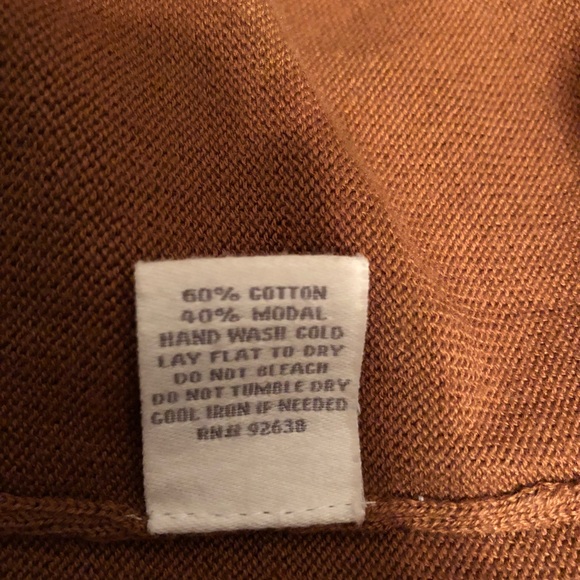 60% COTTON
40% MODAL
HAND WASH COLD
LAY FLAT TO DRY
DO NOT BLEACH
DO NOT TUMBLE DRY
COOL IRON IF NEEDED
RN# 92638